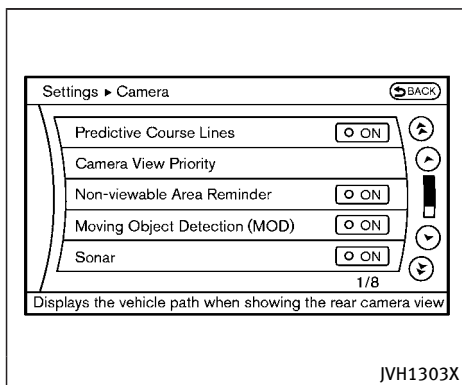 Settings ▸ Camera BACK
Predictive Course Lines ON
Camera View Priority
Non-viewable Area Reminder ON
Moving Object Detection (MOD) ON
Sonar ON
1/8
Displays the vehicle path when showing the rear camera view
JVH1303X